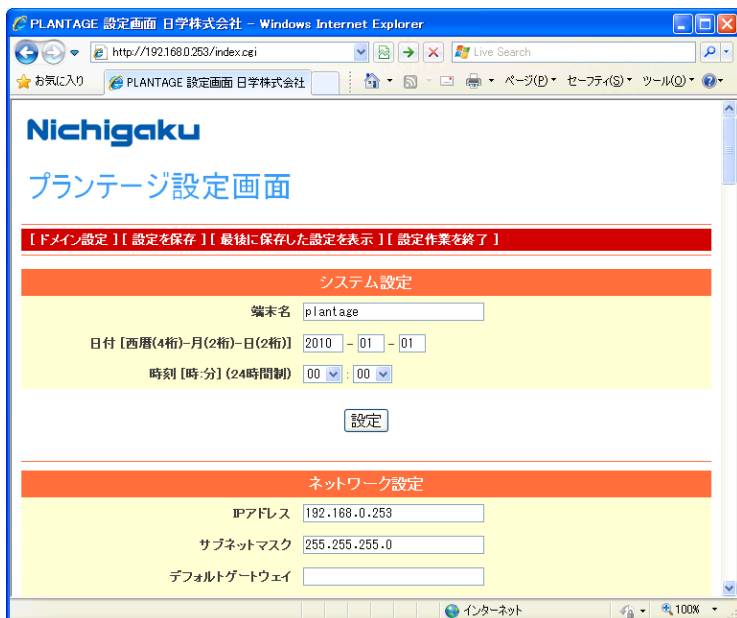 PLANTAGE 設定画面 日学株式会社 - Windows Internet Explorer
http://192.168.0.253/index.cgi
Live Search
お気に入り
PLANTAGE 設定画面 日学株式会社
ページ(P)
セーフティ(S)
ツール(O)
Nichigaku
プランテージ設定画面
[ ドメイン設定 ] [ 設定を保存 ] [ 最後に保存した設定を表示 ] [ 設定作業を終了 ]
システム設定
端末名 plantage
日付 [西暦(4桁)-月(2桁)-日(2桁)] 2010 - 01 - 01
時刻 [時:分] (24時間制) 00 : 00
設定
ネットワーク設定
IPアドレス 192.168.0.253
サブネットマスク 255.255.255.0
デフォルトゲートウェイ
インターネット
100%